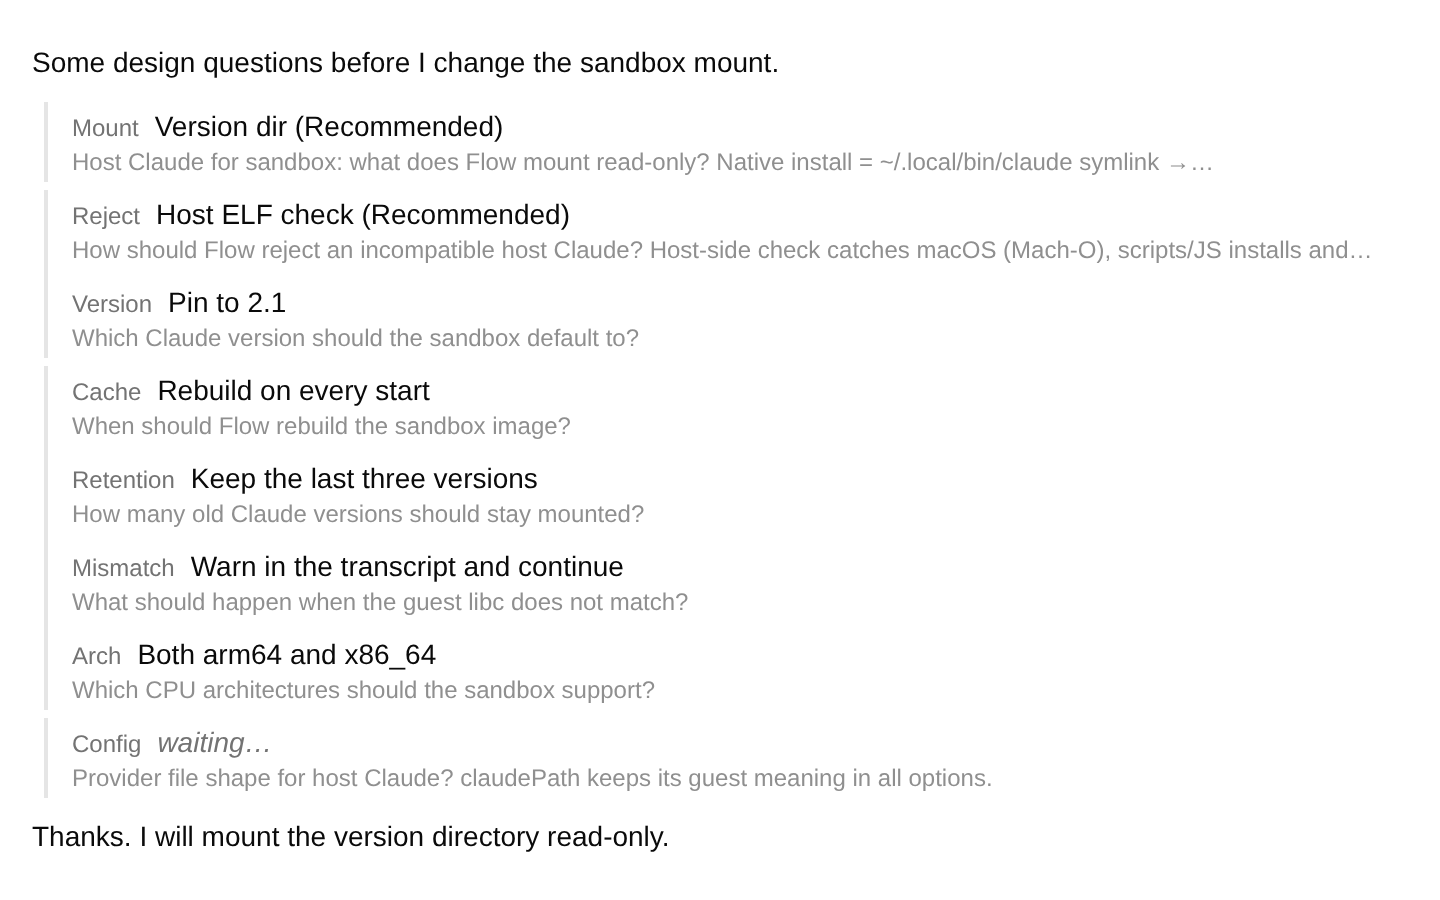 Some design questions before I change the sandbox mount.
Mount Version dir (Recommended)
Host Claude for sandbox: what does Flow mount read-only? Native install = ~/.local/bin/claude symlink →…
Reject Host ELF check (Recommended)
How should Flow reject an incompatible host Claude? Host-side check catches macOS (Mach-O), scripts/JS installs and…
Version Pin to 2.1
Which Claude version should the sandbox default to?
Cache Rebuild on every start
When should Flow rebuild the sandbox image?
Retention Keep the last three versions
How many old Claude versions should stay mounted?
Mismatch Warn in the transcript and continue
What should happen when the guest libc does not match?
Arch Both arm64 and x86_64
Which CPU architectures should the sandbox support?
Config waiting…
Provider file shape for host Claude? claudePath keeps its guest meaning in all options.
Thanks. I will mount the version directory read-only.